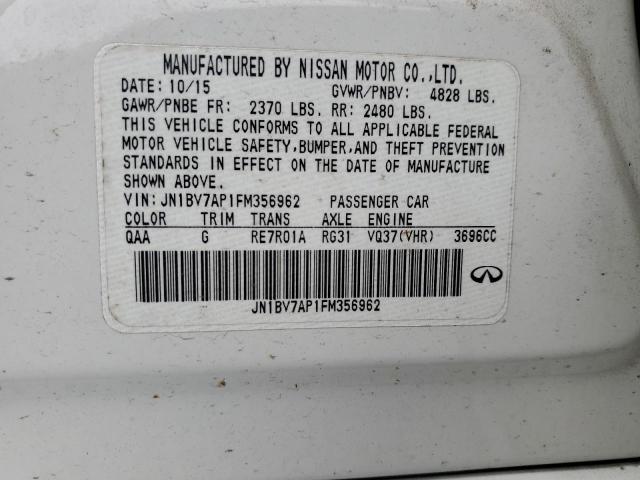 MANUFACTURED BY NISSAN MOTOR CO.,LTD.
DATE: 10/15 GVWR/PNBV: 4828 LBS.
GAWR/PNBE FR: 2370 LBS. RR: 2480 LBS.
THIS VEHICLE CONFORMS TO ALL APPLICABLE FEDERAL
MOTOR VEHICLE SAFETY,BUMPER,AND THEFT PREVENTION
STANDARDS IN EFFECT ON THE DATE OF MANUFACTURE
SHOWN ABOVE.
VIN:JN1BV7AP1FM356962 PASSENGER CAR
COLOR TRIM TRANS AXLE ENGINE
QAA G RE7R01A RG31 VQ37(VHR) 3696CC
JN1BV7AP1FM356962